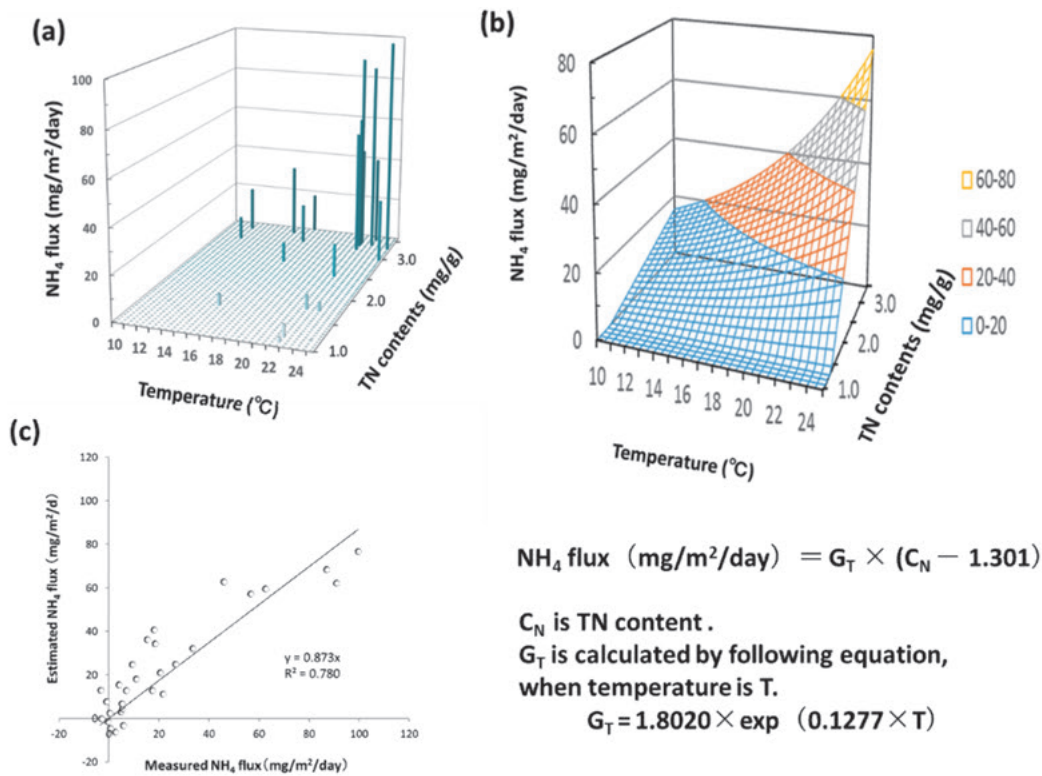 (a)
NH4 flux (mg/m²/day)
100
80
60
40
20
0
10 12 14 16 18 20 22 24
Temperature (℃)
1.0
2.0
3.0
TN contents (mg/g)
(b)
NH4 flux (mg/m²/day)
80
60
40
20
0
10 12 14 16 18 20 22 24
Temperature (℃)
1.0
2.0
3.0
TN contents (mg/g)
60-80
40-60
20-40
0-20
(c)
Estimated NH4 flux (mg/m²/d)
120
100
80
60
40
20
0
-20
-20 0 20 40 60 80 100 120
y = 0.873x
R² = 0.780
Measured NH4 flux (mg/m²/day)
NH4 flux (mg/m²/day) = GT × (CN − 1.301)
CN is TN content .
GT is calculated by following equation,
when temperature is T.
GT = 1.8020 × exp (0.1277 × T)